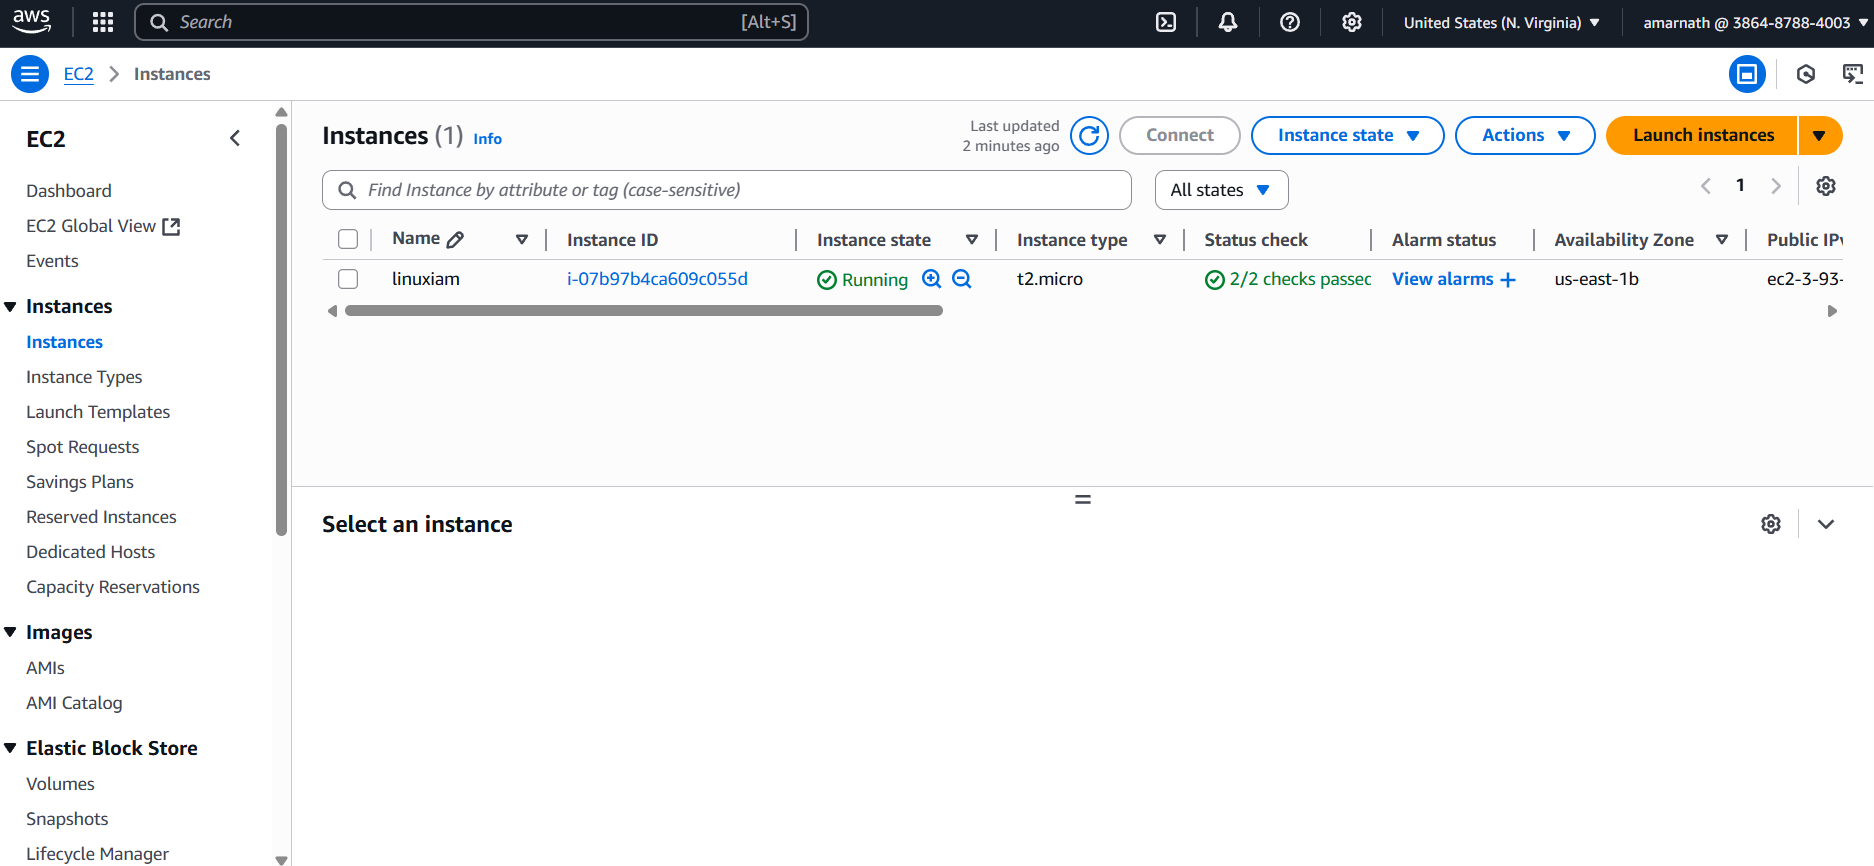 aws
Search [Alt+S]
United States (N. Virginia)
amarnath @ 3864-8788-4003
EC2 Instances
EC2
Dashboard
EC2 Global View
Events
Instances
Instances
Instance Types
Launch Templates
Spot Requests
Savings Plans
Reserved Instances
Dedicated Hosts
Capacity Reservations
Images
AMIs
AMI Catalog
Elastic Block Store
Volumes
Snapshots
Lifecycle Manager
Instances (1) Info
Last updated
2 minutes ago
Connect
Instance state
Actions
Launch instances
Find Instance by attribute or tag (case-sensitive)
All states
1
Name Instance ID Instance state Instance type Status check Alarm status Availability Zone Public IPv
linuxiam i-07b97b4ca609c055d Running t2.micro 2/2 checks passec View alarms + us-east-1b ec2-3-93-
Select an instance